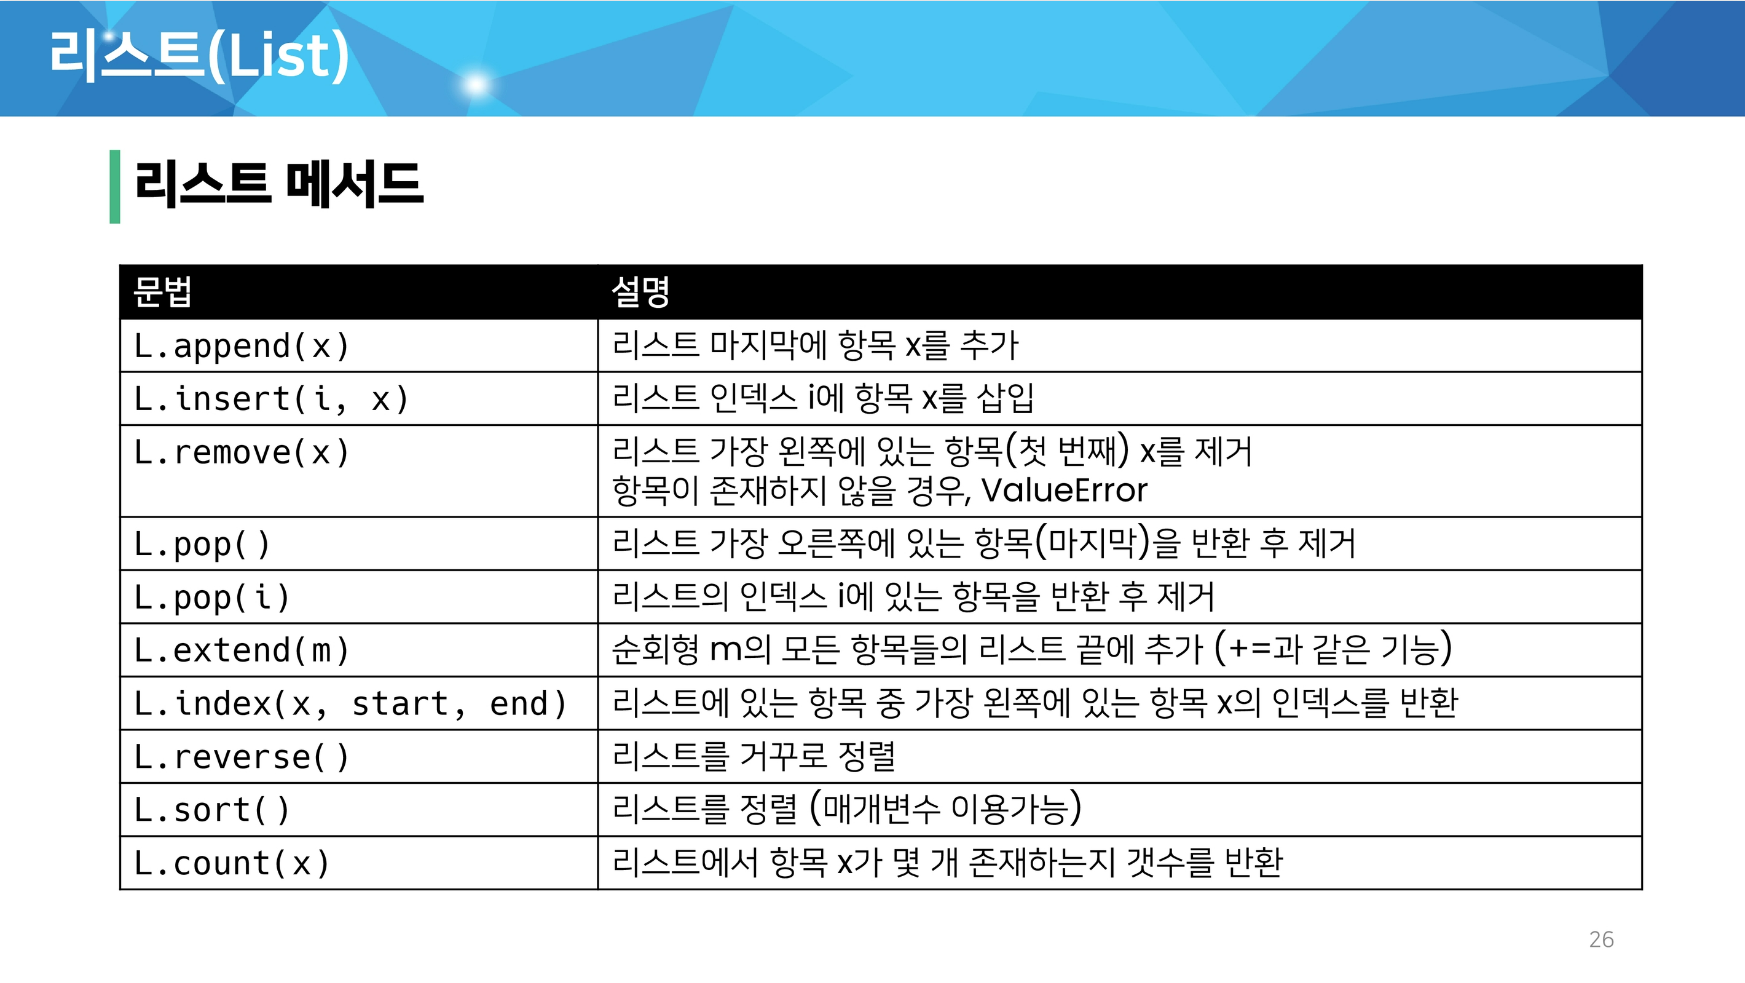 리스트(List)
리스트 메서드
문법 설명
L.append(x) 리스트 마지막에 항목 x를 추가
L.insert(i, x) 리스트 인덱스 i에 항목 x를 삽입
L.remove(x) 리스트 가장 왼쪽에 있는 항목(첫 번째) x를 제거
항목이 존재하지 않을 경우, ValueError
L.pop() 리스트 가장 오른쪽에 있는 항목(마지막)을 반환 후 제거
L.pop(i) 리스트의 인덱스 i에 있는 항목을 반환 후 제거
L.extend(m) 순회형 m의 모든 항목들의 리스트 끝에 추가 (+=과 같은 기능)
L.index(x, start, end) 리스트에 있는 항목 중 가장 왼쪽에 있는 항목 x의 인덱스를 반환
L.reverse() 리스트를 거꾸로 정렬
L.sort() 리스트를 정렬 (매개변수 이용가능)
L.count(x) 리스트에서 항목 x가 몇 개 존재하는지 갯수를 반환
26